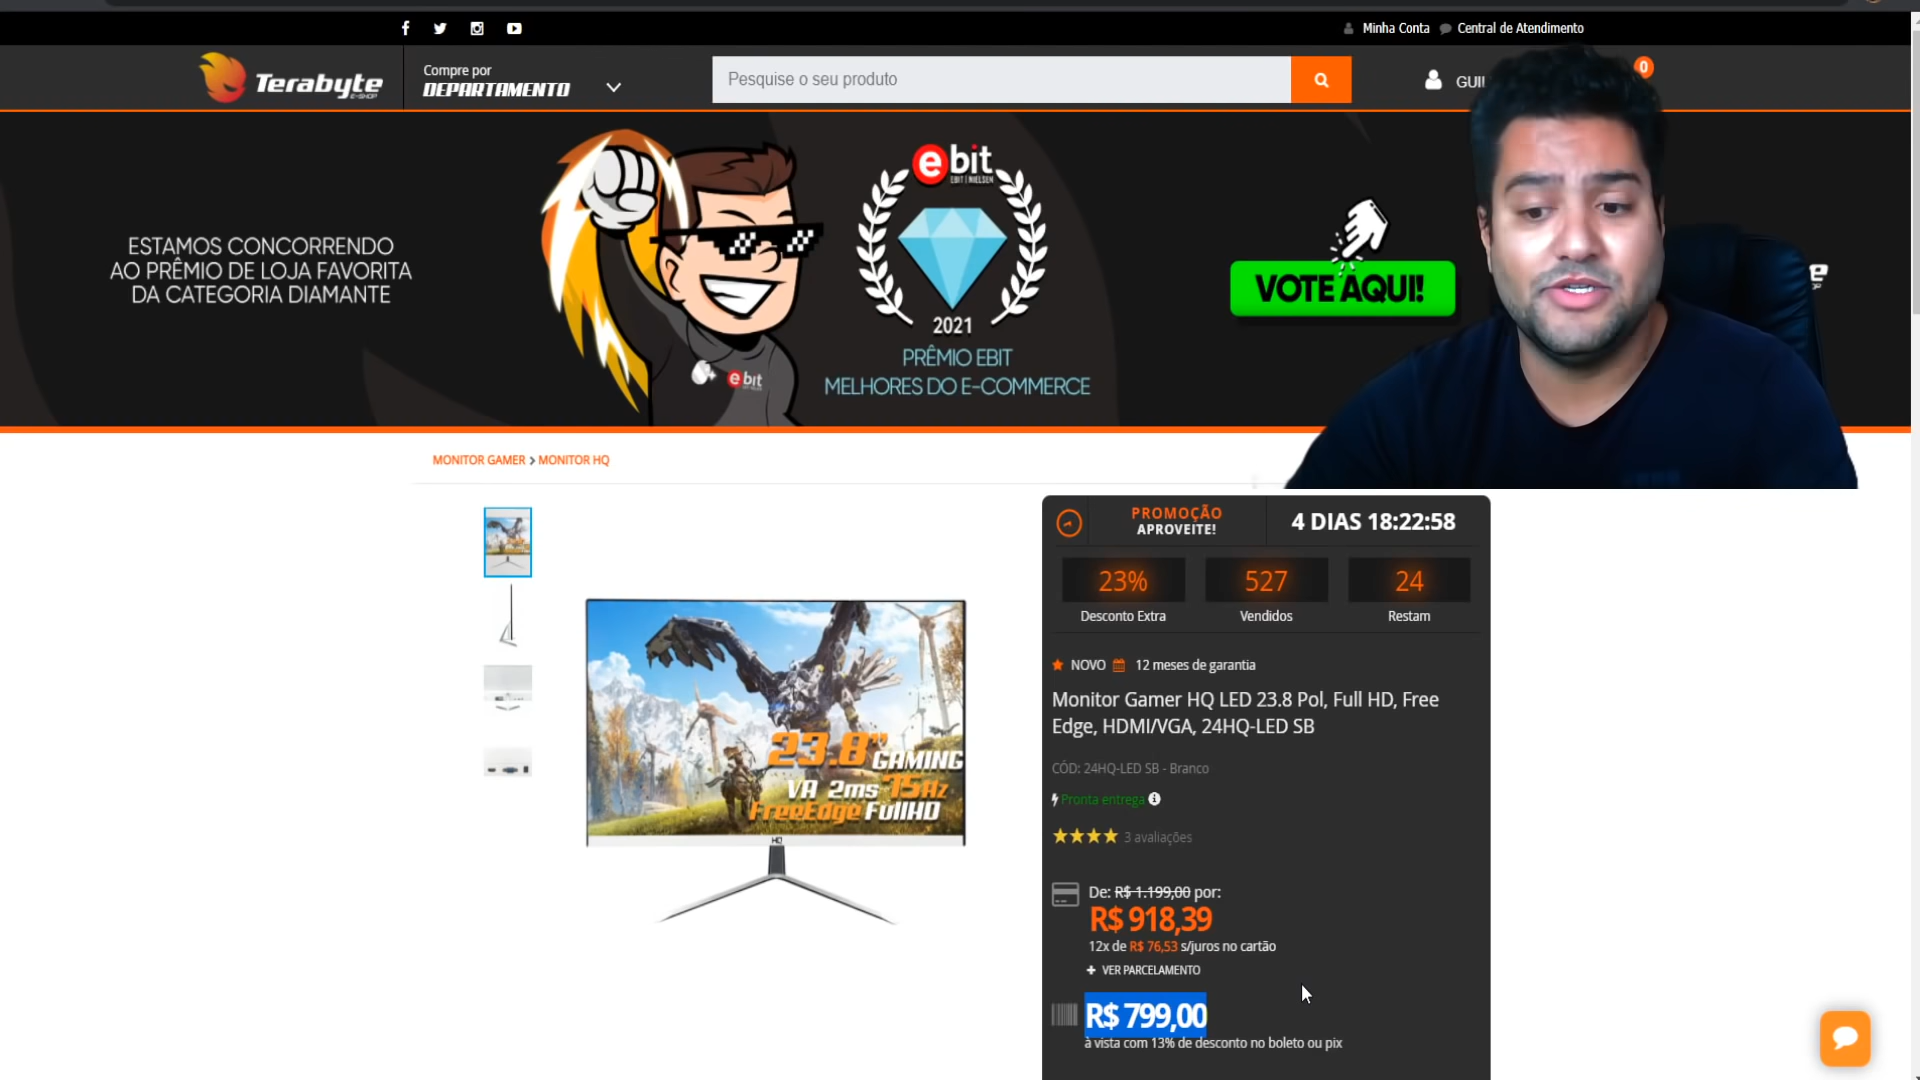 Minha Conta
Central de Atendimento
Terabyte
E-SHOP
Compre por
DEPARTAMENTO
Pesquise o seu produto
GUI
0
ESTAMOS CONCORRENDO
AO PRÊMIO DE LOJA FAVORITA
DA CATEGORIA DIAMANTE
ebit
EBIT | NIELSEN
2021
PRÊMIO EBIT
MELHORES DO E-COMMERCE
ebit
VOTE AQUI!
MONITOR GAMER > MONITOR HQ
PROMOÇÃO
APROVEITE!
4 DIAS 18:22:58
23%
527
24
Desconto Extra
Vendidos
Restam
NOVO
12 meses de garantia
Monitor Gamer HQ LED 23.8 Pol, Full HD, Free
Edge, HDMI/VGA, 24HQ-LED SB
CÓD: 24HQ-LED SB - Branco
Pronta entrega
3 avaliações
23.8" GAMING
VA 2ms 75Hz
FreeEdge FullHD
HQ
De: R$ 1.199,00 por:
R$ 918,39
12x de R$ 76,53 s/juros no cartão
+ VER PARCELAMENTO
R$ 799,00
à vista com 13% de desconto no boleto ou pix